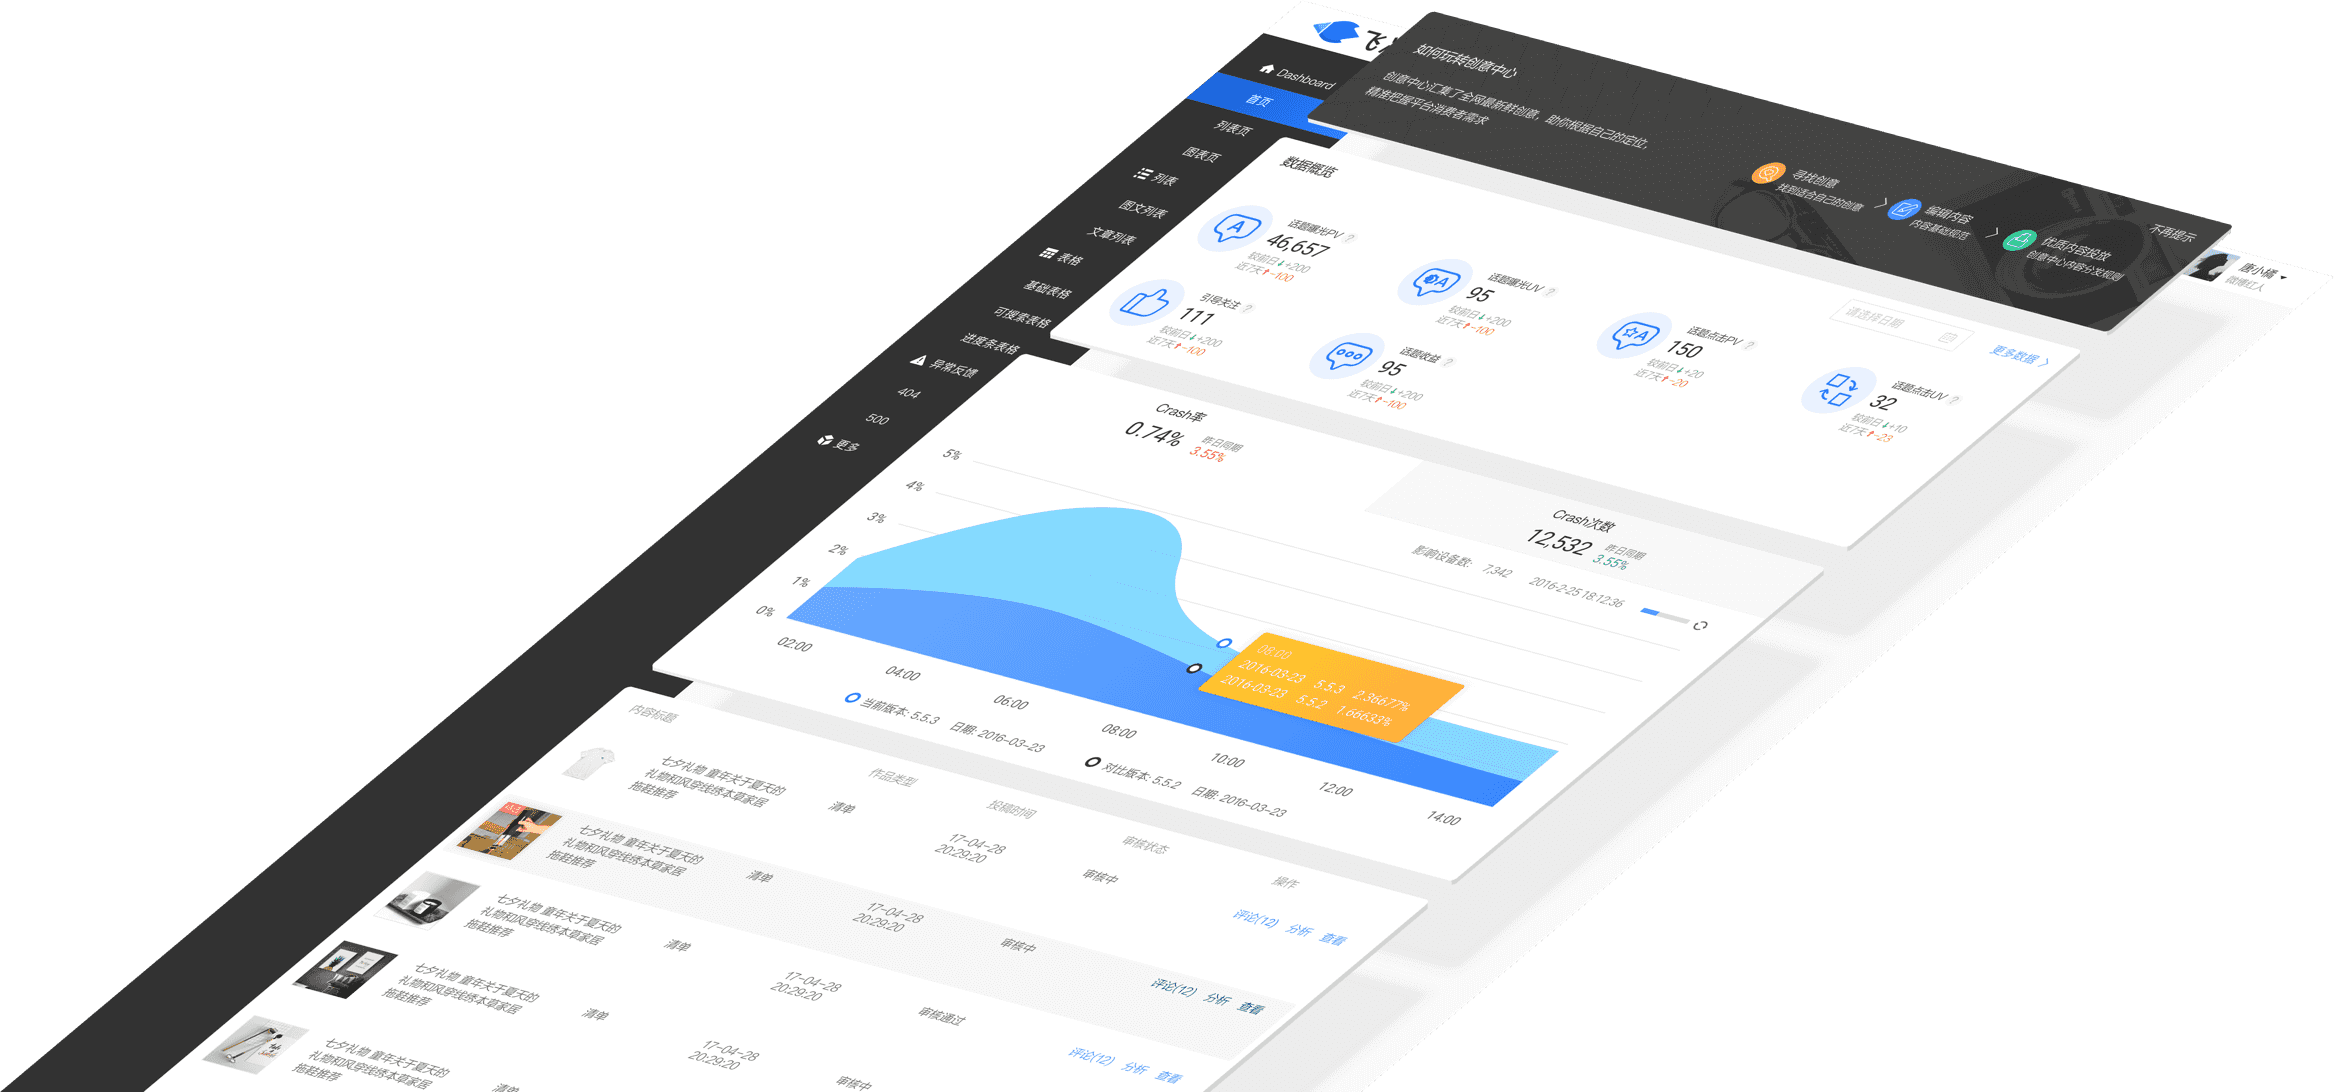 Dashboard
首页
列表页
图表页
列表
图文列表
文章列表
表格
基础表格
可搜索表格
进度条表格
异常反馈
404
500
更多
如何玩转创意中心
创意中心汇集了全网最新鲜创意，助你根据自己的定位,
精准把握平台消费者需求
寻找创意
找到适合自己的创意
编辑内容
内容基础规范
优质内容投放
创意中心内容分发规则
不再提示
唐小橘
微博红人
数据概览
请选择日期
更多数据
话题曝光PV ?
46,657
较前日↓+200
近7天↑-100
话题曝光UV ?
95
较前日↓+200
近7天↑-100
话题点击PV ?
150
较前日↓+20
近7天↑-20
话题点击UV ?
32
较前日↓+10
近7天↑-23
引导关注 ?
111
较前日↓+200
近7天↑-100
话题收益 ?
95
较前日↓+200
近7天↑-100
Crash率
0.74% 昨日同期
3.55%
Crash次数
12,532 昨日同期
3.55%
影响设备数: 7,342 2016-2-25 18:12:36
5%
4%
3%
2%
1%
0%
02:00
04:00
06:00
08:00
10:00
12:00
14:00
08:00
2016-03-23 5.5.3 2.36677%
2016-03-23 5.5.2 1.66633%
当前版本: 5.5.3 日期: 2016-03-23
对比版本: 5.5.2 日期: 2016-03-23
内容标题
作品类型
投稿时间
审核状态
操作
七夕礼物 童年关于夏天的
礼物和风穿线绣本草家居
拖鞋推荐
清单
17-04-28
20:29:20
审核中
评论(12) 分析 查看
七夕礼物 童年关于夏天的
礼物和风穿线绣本草家居
拖鞋推荐
清单
17-04-28
20:29:20
审核中
评论(12) 分析 查看
七夕礼物 童年关于夏天的
礼物和风穿线绣本草家居
拖鞋推荐
清单
17-04-28
20:29:20
审核通过
评论(12) 分析 查看
七夕礼物 童年关于夏天的
礼物和风穿线绣本草家居
拖鞋推荐
清单
17-04-28
20:29:20
审核中
七夕礼物 童年关于夏天的
礼物和风穿线绣本草家居
拖鞋推荐
清单